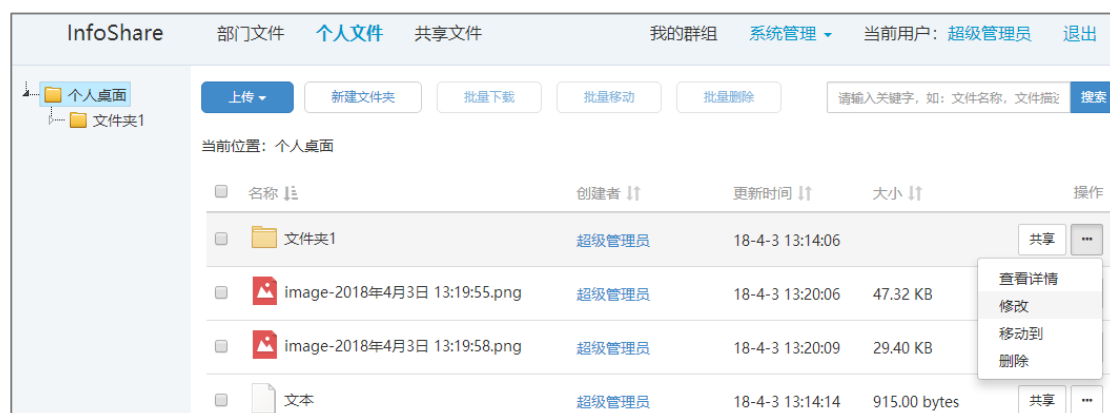 InfoShare 部门文件 个人文件 共享文件 我的群组 系统管理 当前用户：超级管理员 退出
个人桌面
文件夹1
上传 新建文件夹 批量下载 批量移动 批量删除 请输入关键字，如：文件名称，文件描述 搜索
当前位置：个人桌面
名称 创建者 更新时间 大小 操作
文件夹1 超级管理员 18-4-3 13:14:06 共享 ...
查看详情
image-2018年4月3日 13:19:55.png 超级管理员 18-4-3 13:20:06 47.32 KB
修改
移动到
image-2018年4月3日 13:19:58.png 超级管理员 18-4-3 13:20:09 29.40 KB
删除
文本 超级管理员 18-4-3 13:14:14 915.00 bytes 共享 ...